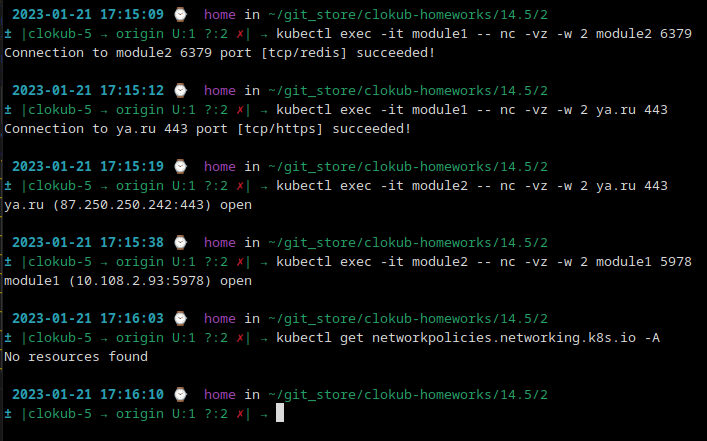 2023-01-21 17:15:09 ⌚ home in ~/git_store/clokub-homeworks/14.5/2
± |clokub-5 → origin U:1 ?:2 ✗| → kubectl exec -it module1 -- nc -vz -w 2 module2 6379
Connection to module2 6379 port [tcp/redis] succeeded!
2023-01-21 17:15:12 ⌚ home in ~/git_store/clokub-homeworks/14.5/2
± |clokub-5 → origin U:1 ?:2 ✗| → kubectl exec -it module1 -- nc -vz -w 2 ya.ru 443
Connection to ya.ru 443 port [tcp/https] succeeded!
2023-01-21 17:15:19 ⌚ home in ~/git_store/clokub-homeworks/14.5/2
± |clokub-5 → origin U:1 ?:2 ✗| → kubectl exec -it module2 -- nc -vz -w 2 ya.ru 443
ya.ru (87.250.250.242:443) open
2023-01-21 17:15:38 ⌚ home in ~/git_store/clokub-homeworks/14.5/2
± |clokub-5 → origin U:1 ?:2 ✗| → kubectl exec -it module2 -- nc -vz -w 2 module1 5978
module1 (10.108.2.93:5978) open
2023-01-21 17:16:03 ⌚ home in ~/git_store/clokub-homeworks/14.5/2
± |clokub-5 → origin U:1 ?:2 ✗| → kubectl get networkpolicies.networking.k8s.io -A
No resources found
2023-01-21 17:16:10 ⌚ home in ~/git_store/clokub-homeworks/14.5/2
± |clokub-5 → origin U:1 ?:2 ✗| →